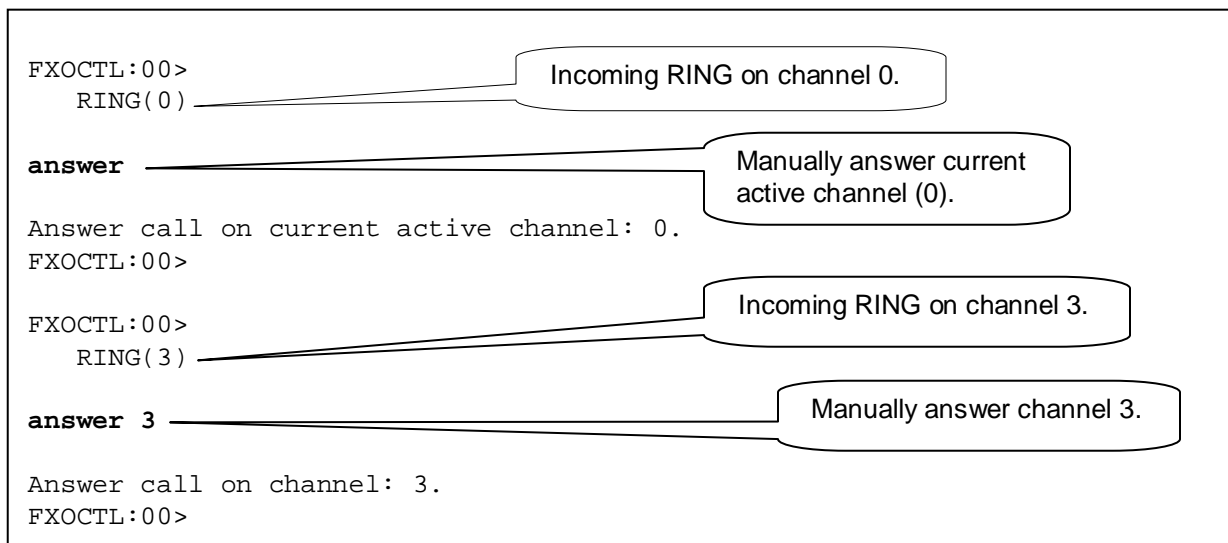 FXOCTL:00>
RING(0)
Incoming RING on channel 0.
answer
Manually answer current
active channel (0).
Answer call on current active channel: 0.
FXOCTL:00>
FXOCTL:00>
RING(3)
Incoming RING on channel 3.
answer 3
Manually answer channel 3.
Answer call on channel: 3.
FXOCTL:00>